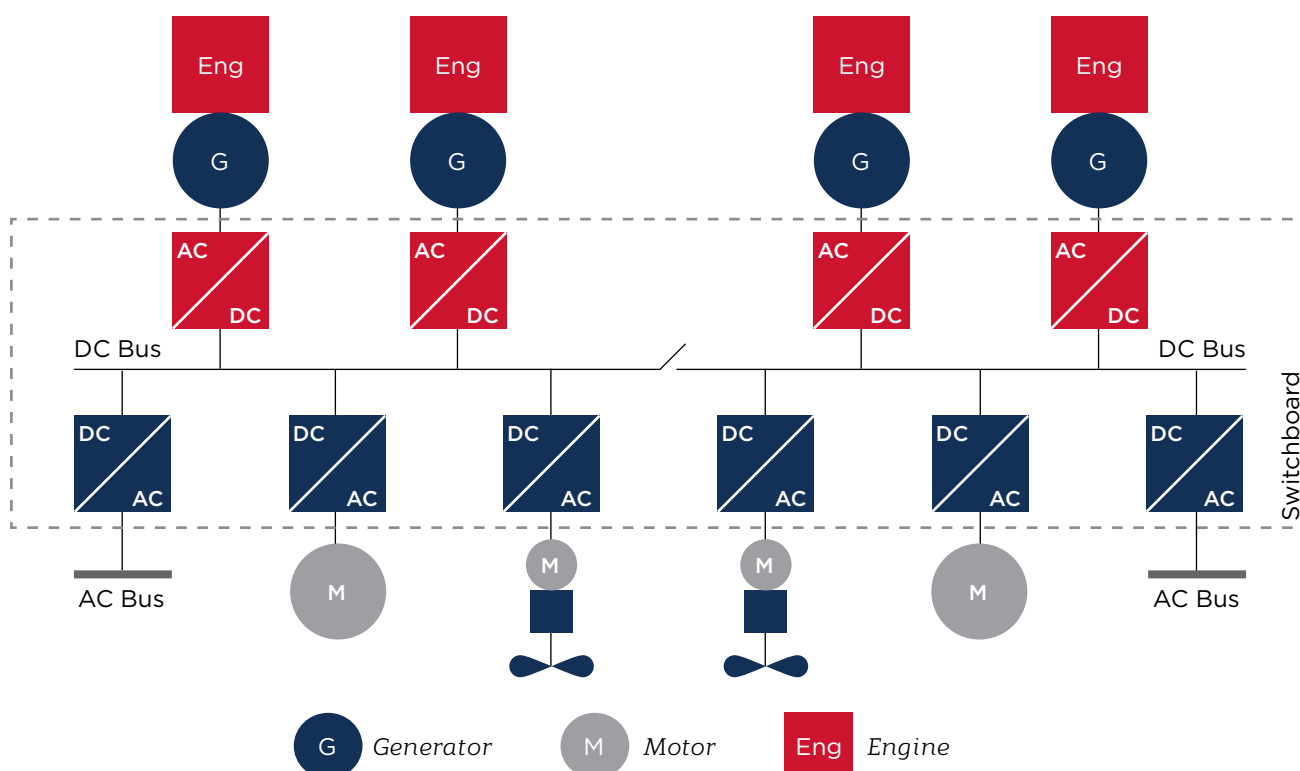 Eng Eng Eng Eng
G G G G
AC AC AC AC
DC DC DC DC
DC Bus DC Bus
Switchboard
DC DC DC DC DC DC
AC AC AC AC AC AC
M M M M
AC Bus AC Bus
G Generator M Motor Eng Engine